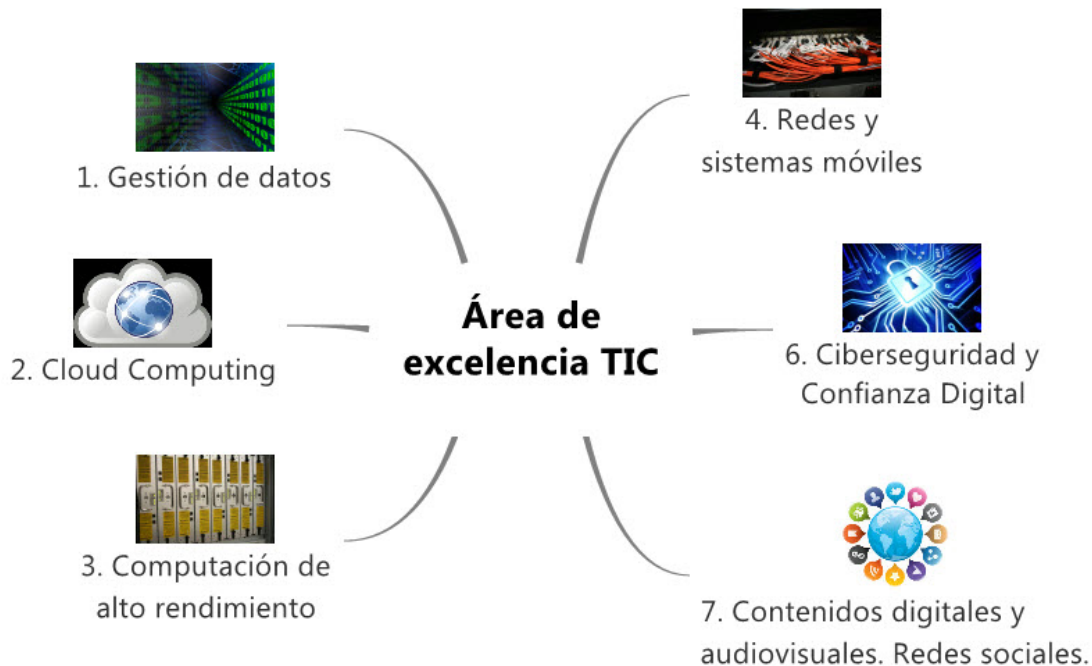 1. Gestión de datos
2. Cloud Computing
3. Computación de
alto rendimiento
Área de
excelencia TIC
4. Redes y
sistemas móviles
6. Ciberseguridad y
Confianza Digital
7. Contenidos digitales y
audiovisuales. Redes sociales.